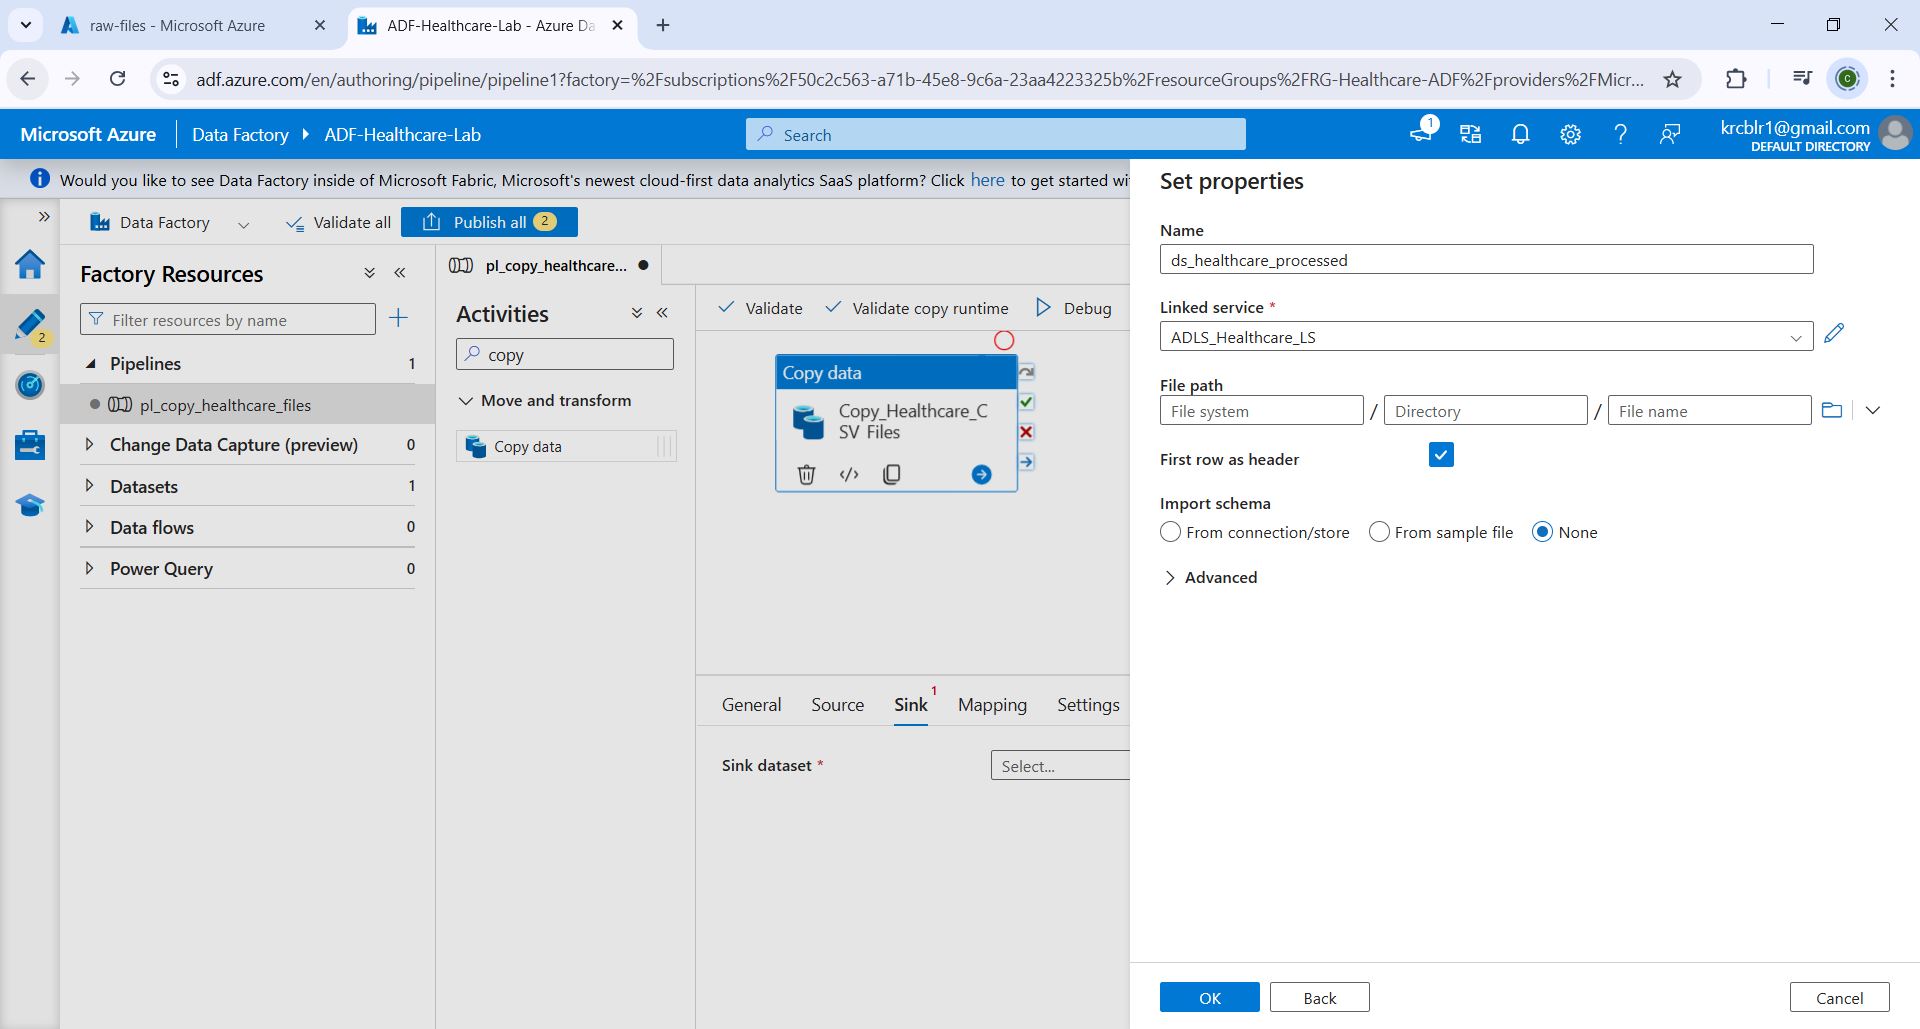 raw-files - Microsoft Azure
ADF-Healthcare-Lab - Azure Da
adf.azure.com/en/authoring/pipeline/pipeline1?factory=%2Fsubscriptions%2F50c2c563-a71b-45e8-9c6a-23aa4223325b%2FresourceGroups%2FRG-Healthcare-ADF%2Fproviders%2FMicr...
C
Microsoft Azure
Data Factory
ADF-Healthcare-Lab
Search
1
krcblr1@gmail.com
DEFAULT DIRECTORY
Would you like to see Data Factory inside of Microsoft Fabric, Microsoft's newest cloud-first data analytics SaaS platform? Click here to get started wi
Data Factory
Validate all
Publish all 2
2
Factory Resources
Filter resources by name
Pipelines 1
pl_copy_healthcare_files
Change Data Capture (preview) 0
Datasets 1
Data flows 0
Power Query 0
pl_copy_healthcare...
Activities
copy
Move and transform
Copy data
Validate
Validate copy runtime
Debug
Copy data
Copy_Healthcare_C
SV Files
General
Source
Sink 1
Mapping
Settings
Sink dataset *
Select...
Set properties
Name
ds_healthcare_processed
Linked service *
ADLS_Healthcare_LS
File path
File system / Directory / File name
First row as header
Import schema
From connection/store
From sample file
None
Advanced
OK
Back
Cancel